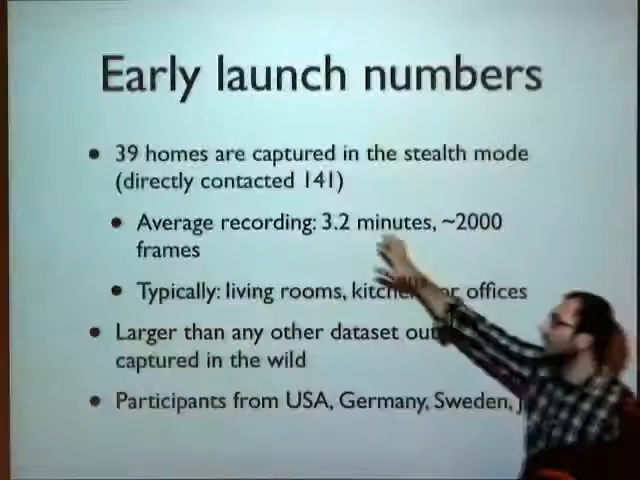 Early launch numbers
• 39 homes are captured in the stealth mode
(directly contacted 141)
• Average recording: 3.2 minutes, ~2000
frames
• Typically: living rooms, or offices
• Larger than any other dataset
captured in the wild
• Participants from USA, Germany, Sweden,